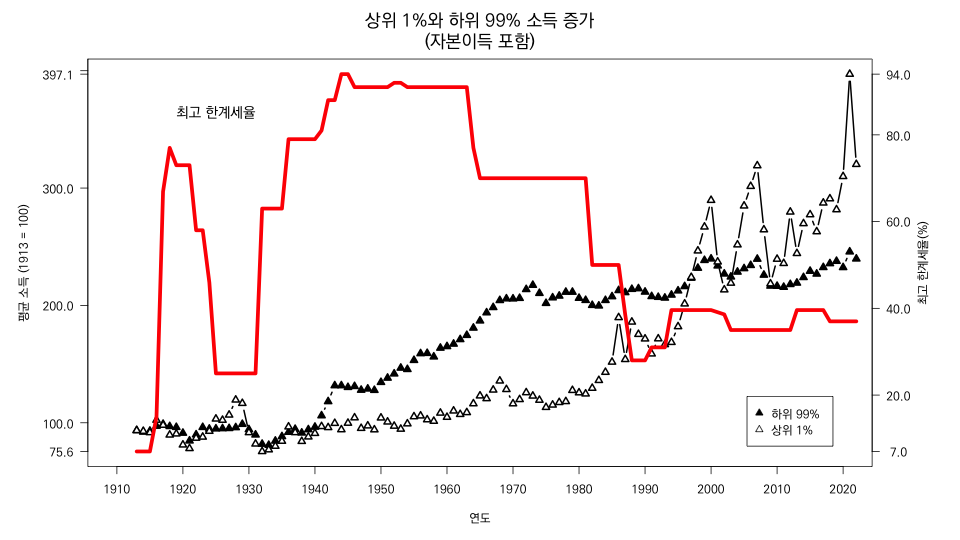 상위 1%와 하위 99% 소득 증가
(자본이득 포함)
397.1
300.0
200.0
100.0
75.6
평균 소득 (1913 = 100)
최고 한계세율
94.0
80.0
60.0
40.0
20.0
7.0
최고 한계세율(%)
하위 99%
상위 1%
1910 1920 1930 1940 1950 1960 1970 1980 1990 2000 2010 2020
연도